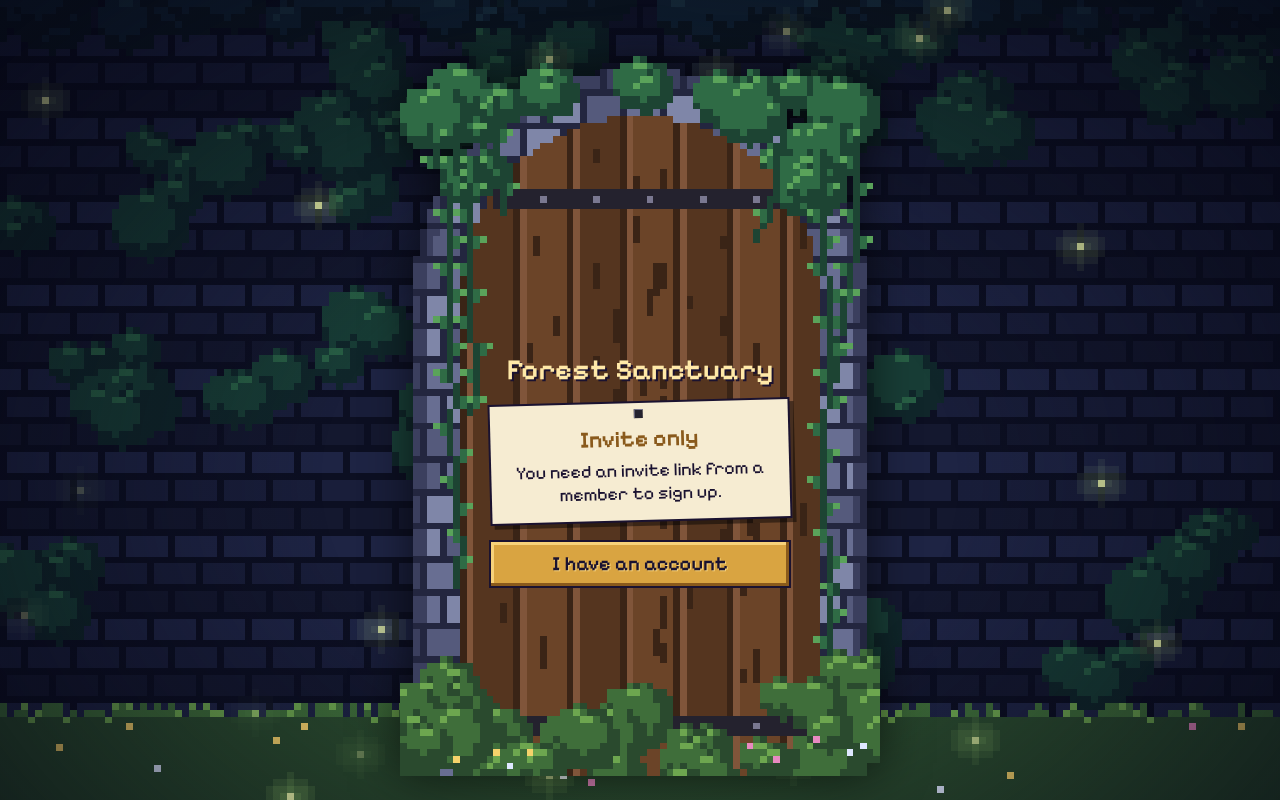 Forest Sanctuary
Invite only
You need an invite link from a
member to sign up.
I have an account